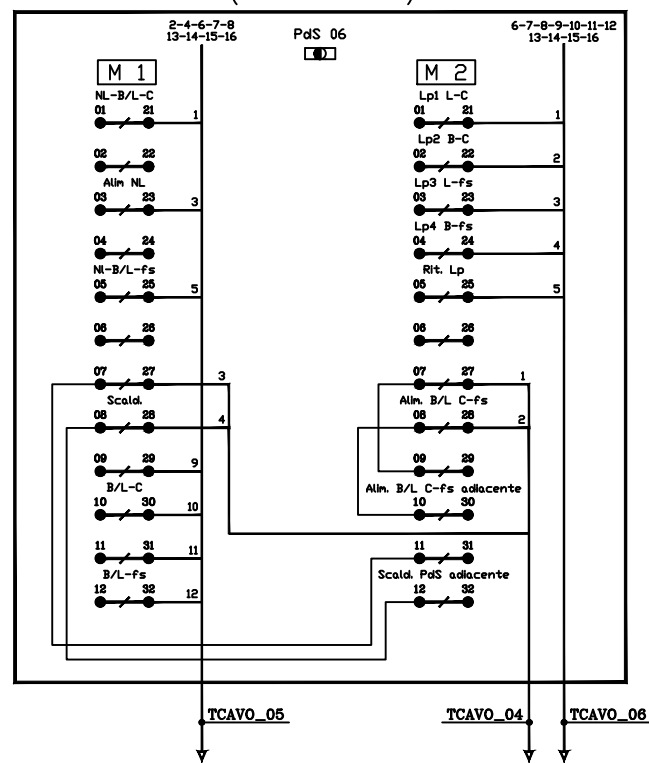 2-4-6-7-8
13-14-15-16
PdS 06
6-7-8-9-10-11-12
13-14-15-16
M 1
M 2
NL-B/L-C
Lp1 L-C
01 21 1
01 21 1
Lp2 B-C
02 22
02 22 2
Alim NL
Lp3 L-fs
03 23 3
03 23 3
Lp4 B-fs
04 24
04 24 4
Nl-B/L-fs
Rit. Lp
05 25 5
05 25 5
06 26
06 26
07 27 3
07 27 1
Scald.
Alim. B/L C-fs
08 28 4
08 28 2
09 29 9
09 29
B/L-C
Alim. B/L C-fs adiacente
10 30 10
10 30
11 31 11
11 31
B/L-fs
Scald. PdS adiacente
12 32 12
12 32
TCAVO_05
TCAVO_04
TCAVO_06